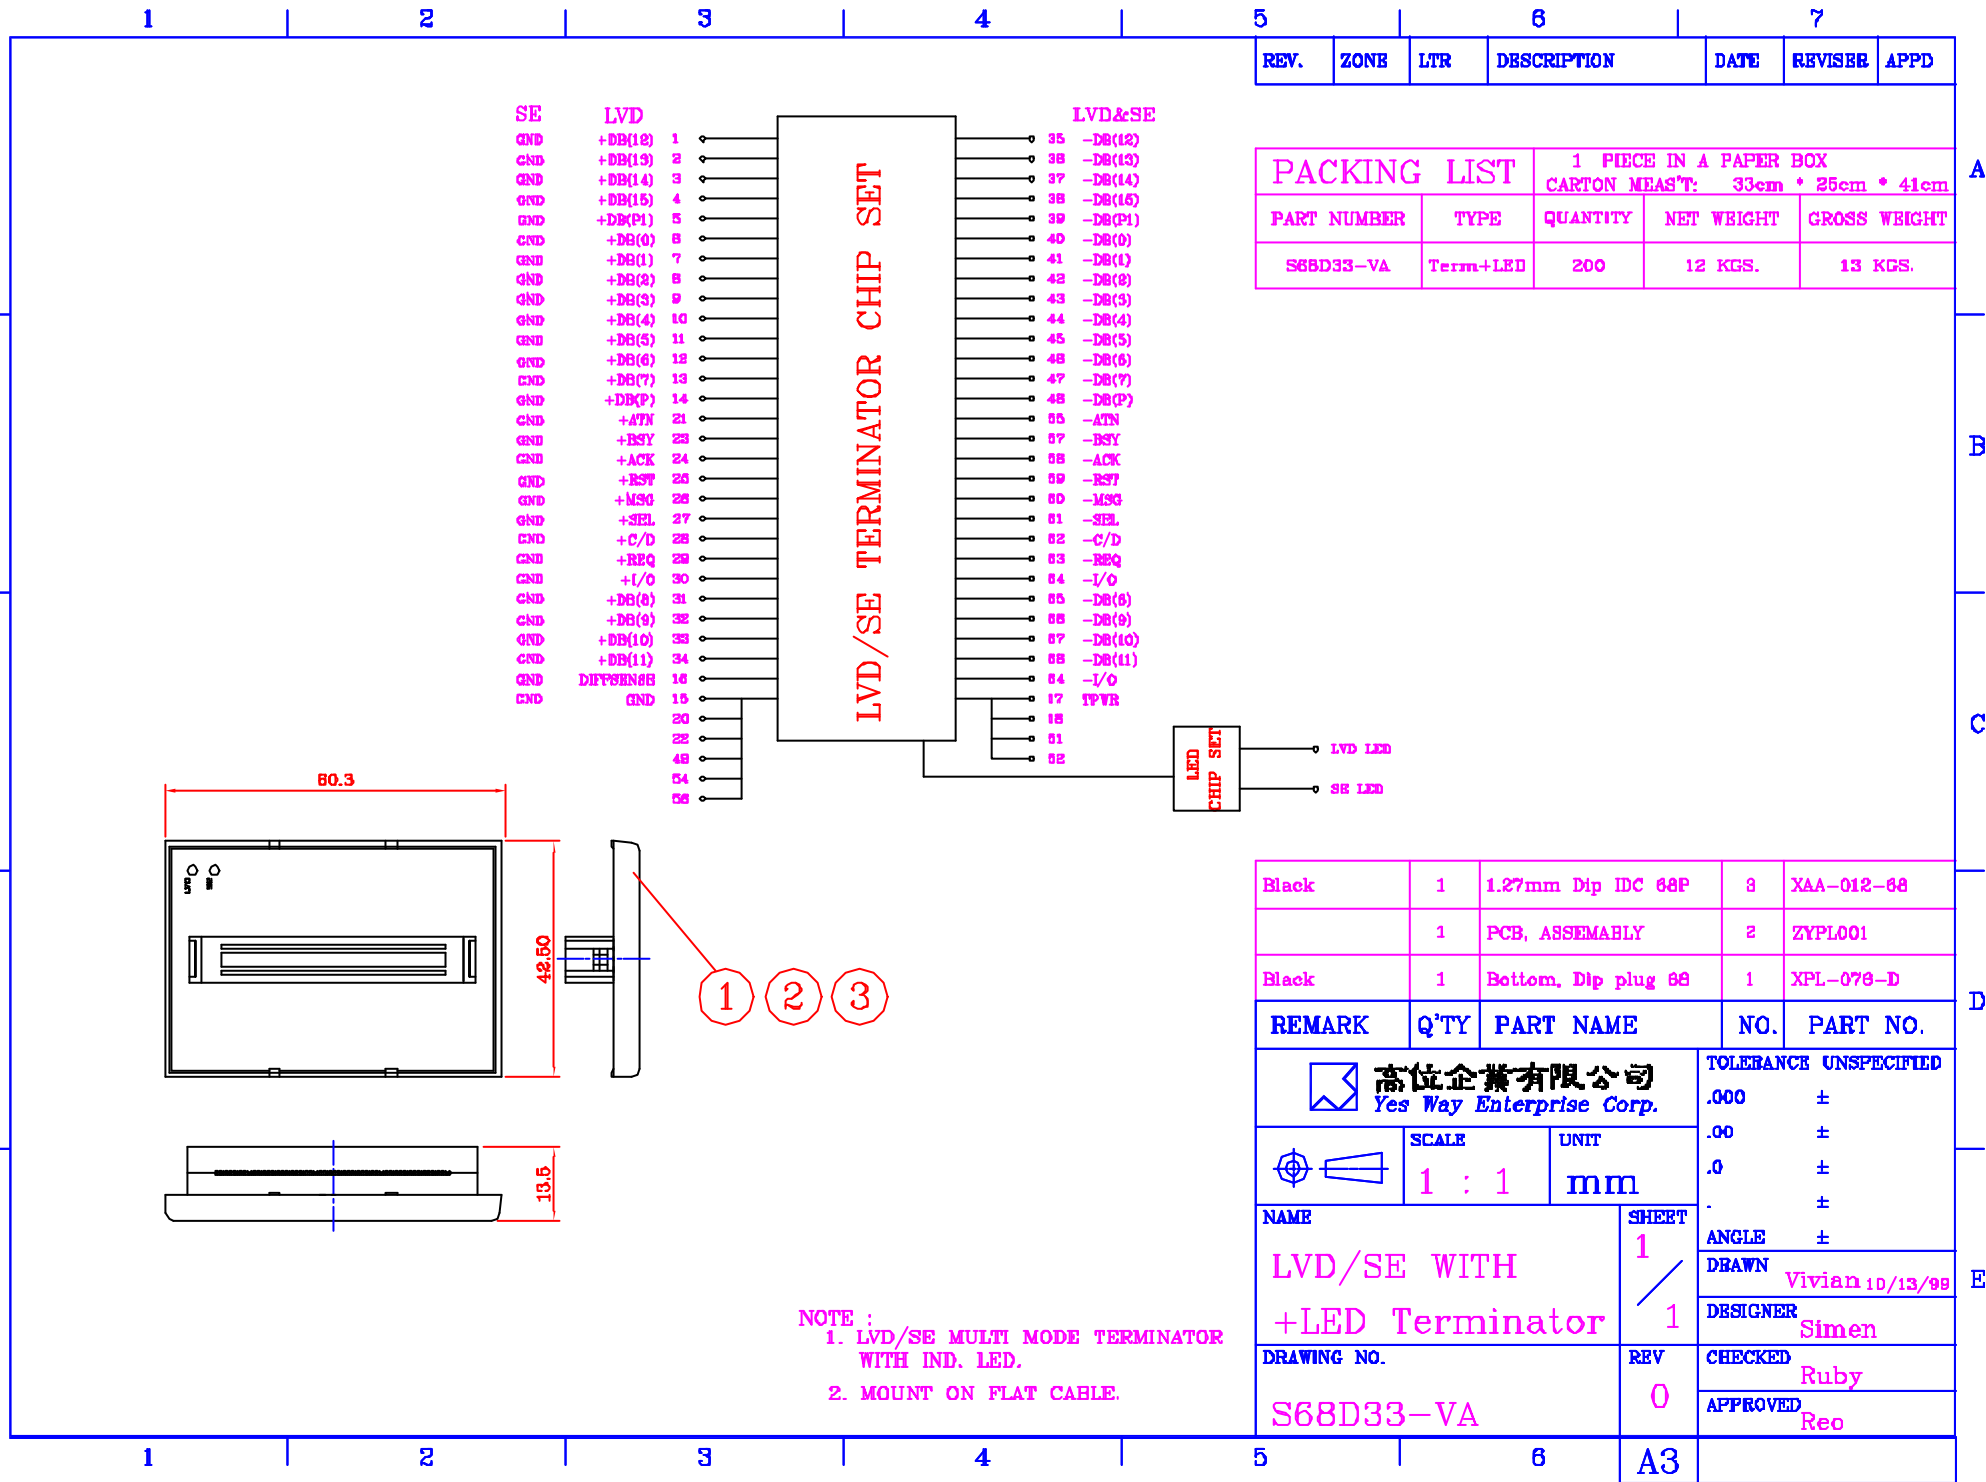 1 2 3 4 5 6 7
REV. ZONE LTR DESCRIPTION DATE REVISER APPD
A
B
C
D
E
PACKING LIST
1 PIECE IN A PAPER BOX
CARTON MEAS'T: 33cm * 25cm * 41cm
PART NUMBER TYPE QUANTITY NET WEIGHT GROSS WEIGHT
S68D33-VA Term+LED 200 12 KGS. 13 KGS.
SE LVD LVD&SE
GND +DB(12) 1 35 -DB(12)
GND +DB(13) 2 36 -DB(13)
GND +DB(14) 3 37 -DB(14)
GND +DB(15) 4 38 -DB(15)
GND +DB(P1) 5 39 -DB(P1)
GND +DB(0) 6 40 -DB(0)
GND +DB(1) 7 41 -DB(1)
GND +DB(2) 8 42 -DB(2)
GND +DB(3) 9 43 -DB(3)
GND +DB(4) 10 44 -DB(4)
GND +DB(5) 11 45 -DB(5)
GND +DB(6) 12 46 -DB(6)
GND +DB(7) 13 47 -DB(7)
GND +DB(P) 14 48 -DB(P)
GND +ATN 21 55 -ATN
GND +BSY 23 57 -BSY
GND +ACK 24 58 -ACK
GND +RST 25 59 -RST
GND +MSG 26 60 -MSG
GND +SEL 27 61 -SEL
GND +C/D 28 62 -C/D
GND +REQ 29 63 -REQ
GND +I/O 30 64 -I/O
GND +DB(8) 31 65 -DB(8)
GND +DB(9) 32 66 -DB(9)
GND +DB(10) 33 67 -DB(10)
GND +DB(11) 34 68 -DB(11)
GND DIFFSENSE 16 64 -I/O
GND GND 15 17 TPWR
20 18
22 51
49 52
54
56
LVD/SE TERMINATOR CHIP SET
LED
CHIP SET
LVD LED
SE LED
60.3
LVD
42.50
13.5
1 2 3
Black 1 1.27mm Dip IDC 68P 3 XAA-012-68
1 PCB, ASSEMABLY 2 ZYPL001
Black 1 Bottom, Dip plug 68 1 XPL-076-D
REMARK Q'TY PART NAME NO. PART NO.
高位企業有限公司
Yes Way Enterprise Corp.
TOLERANCE UNSPECIFIED
.000 ±
.00 ±
.0 ±
. ±
ANGLE ±
SCALE
1 : 1
UNIT
mm
NAME
LVD/SE WITH
+LED Terminator
SHEET
1/1
DRAWN Vivian 10/13/99
DESIGNER Simen
CHECKED Ruby
APPROVED Reo
DRAWING NO.
S68D33-VA
REV
0
NOTE :
1. LVD/SE MULTI MODE TERMINATOR
WITH IND. LED.
2. MOUNT ON FLAT CABLE.
1 2 3 4 5 6
A3